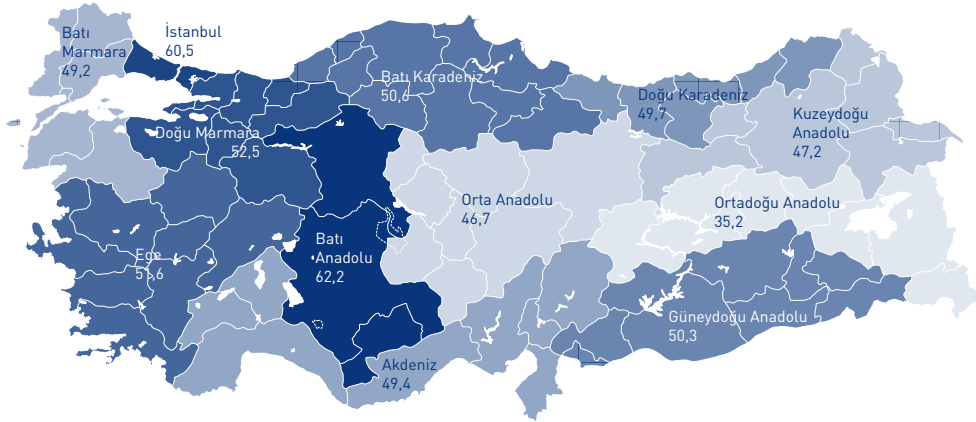 Batı
Marmara
49,2
İstanbul
60,5
Batı Karadeniz
50,6
Doğu Karadeniz
49,7
Kuzeydoğu
Anadolu
47,2
Doğu Marmara
52,5
Orta Anadolu
46,7
Ortadoğu Anadolu
35,2
Ege
51,6
Batı
Anadolu
62,2
Güneydoğu Anadolu
50,3
Akdeniz
49,4